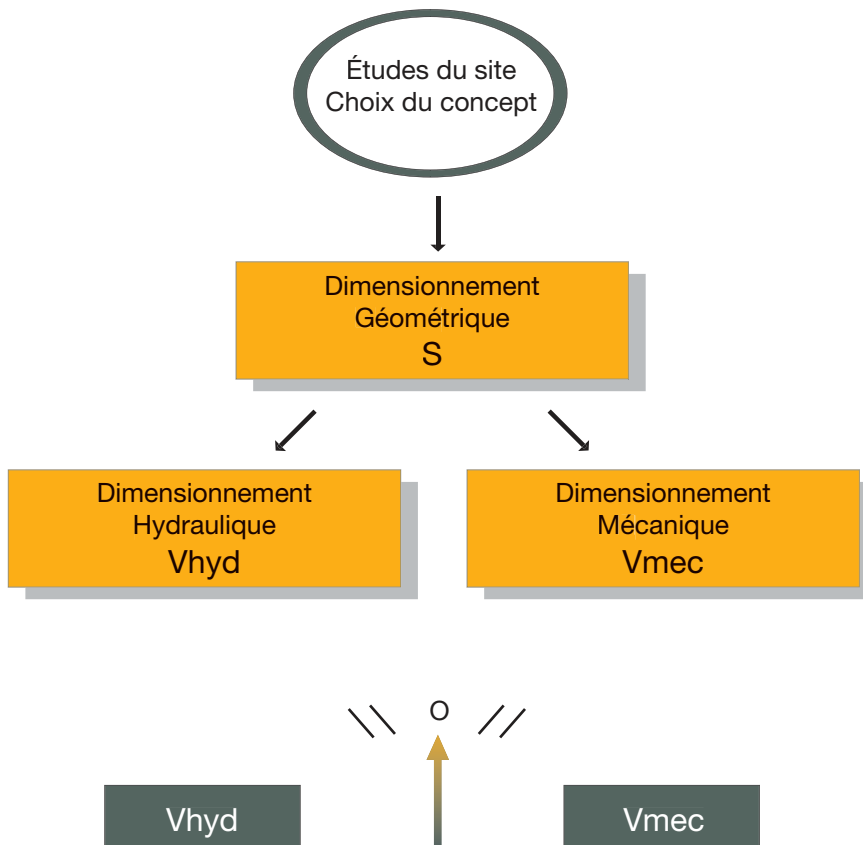 Études du site
Choix du concept
Dimensionnement
Géométrique
S
Dimensionnement
Hydraulique
Vhyd
Dimensionnement
Mécanique
Vmec
O
Vhyd
Vmec